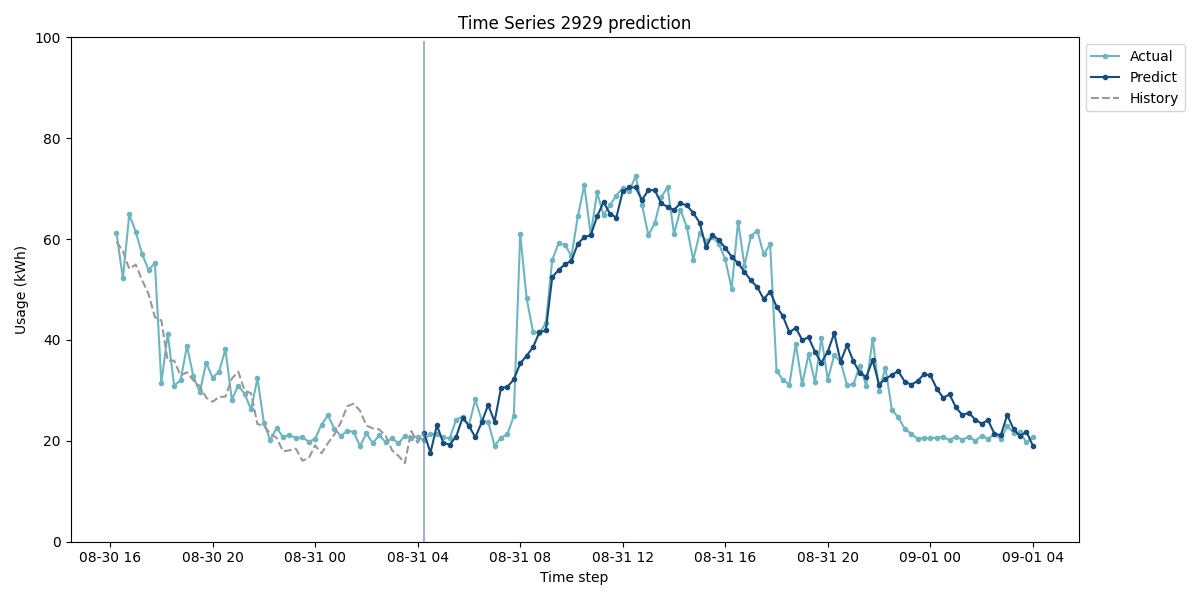 Time Series 2929 prediction
Usage (kWh)
100
80
60
40
20
0
08-30 16
08-30 20
08-31 00
08-31 04
08-31 08
08-31 12
08-31 16
08-31 20
09-01 00
09-01 04
Time step
Actual
Predict
History